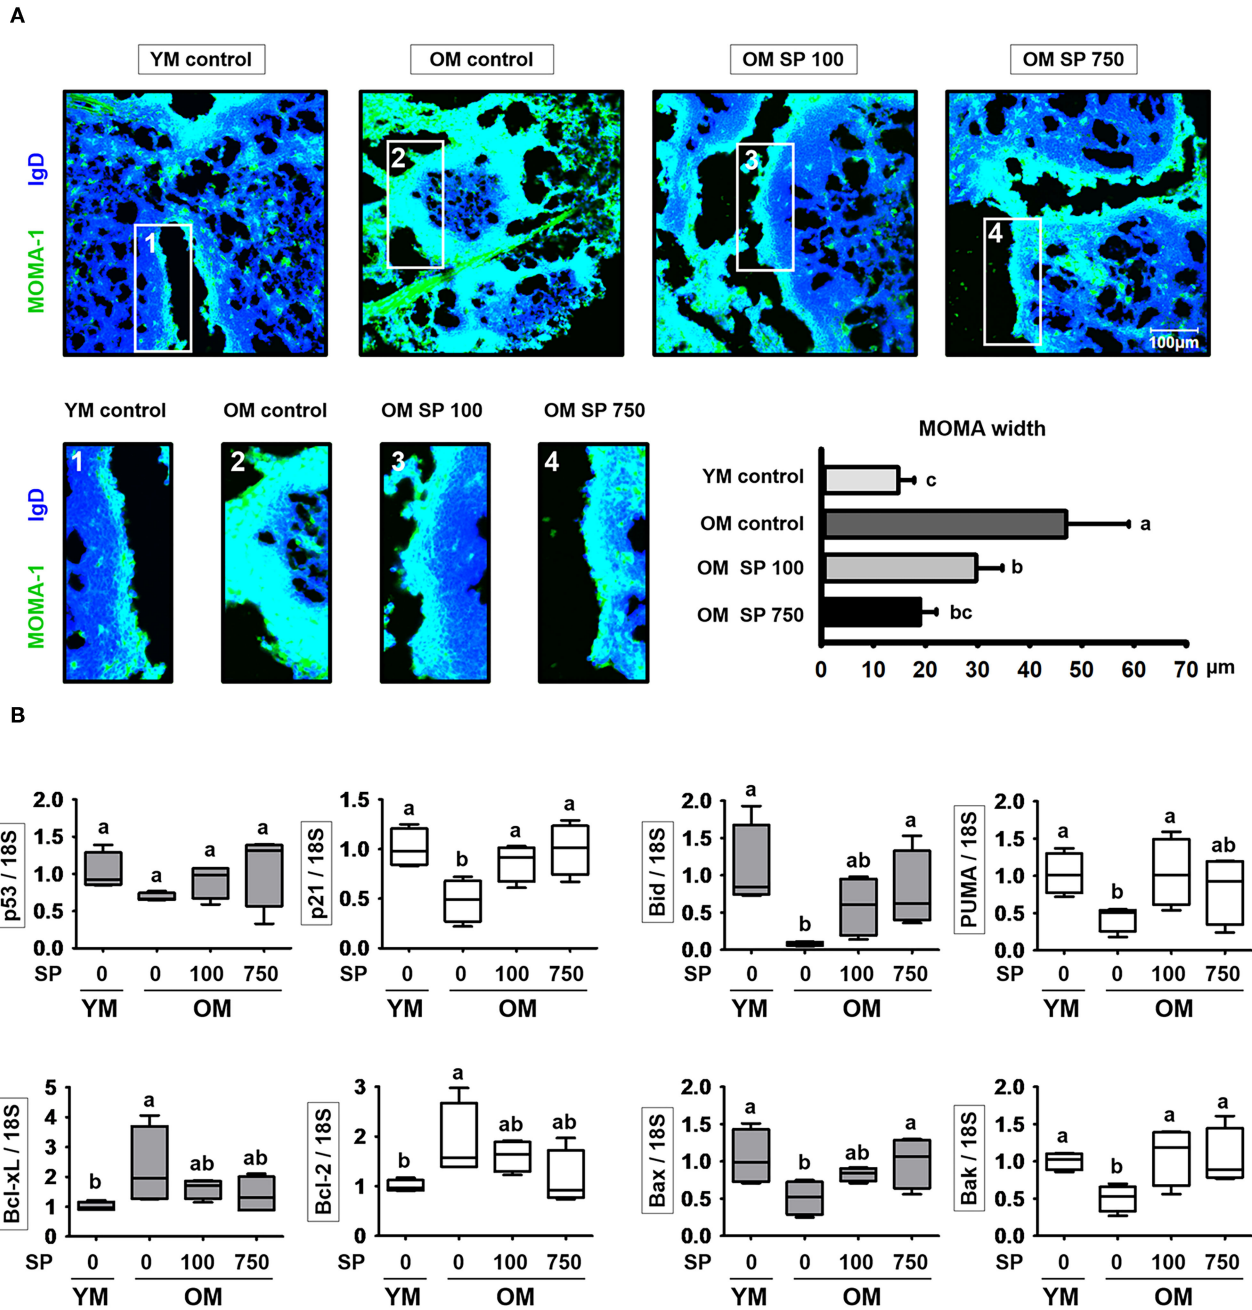 A
YM control
OM control
OM SP 100
OM SP 750
IgD
MOMA-1
1
2
3
4
100µm
YM control
OM control
OM SP 100
OM SP 750
IgD
MOMA-1
1
2
3
4
MOMA width
YM control
c
OM control
a
OM SP 100
b
OM SP 750
bc
0 10 20 30 40 50 60 70 µm
B
p53 / 18S
2.0
1.5
1.0
0.5
0.0
a a a a
SP 0 0 100 750
YM OM
p21 / 18S
1.5
1.0
0.5
0.0
a b a a
SP 0 0 100 750
YM OM
Bid / 18S
2.0
1.5
1.0
0.5
0.0
a b ab a
SP 0 0 100 750
YM OM
PUMA / 18S
2.0
1.5
1.0
0.5
0.0
a b a ab
SP 0 0 100 750
YM OM
Bcl-xL / 18S
5
4
3
2
1
0
b a ab ab
SP 0 0 100 750
YM OM
Bcl-2 / 18S
3
2
1
0
b a ab ab
SP 0 0 100 750
YM OM
Bax / 18S
2.0
1.5
1.0
0.5
0.0
a b ab a
SP 0 0 100 750
YM OM
Bak / 18S
2.0
1.5
1.0
0.5
0.0
a b a a
SP 0 0 100 750
YM OM